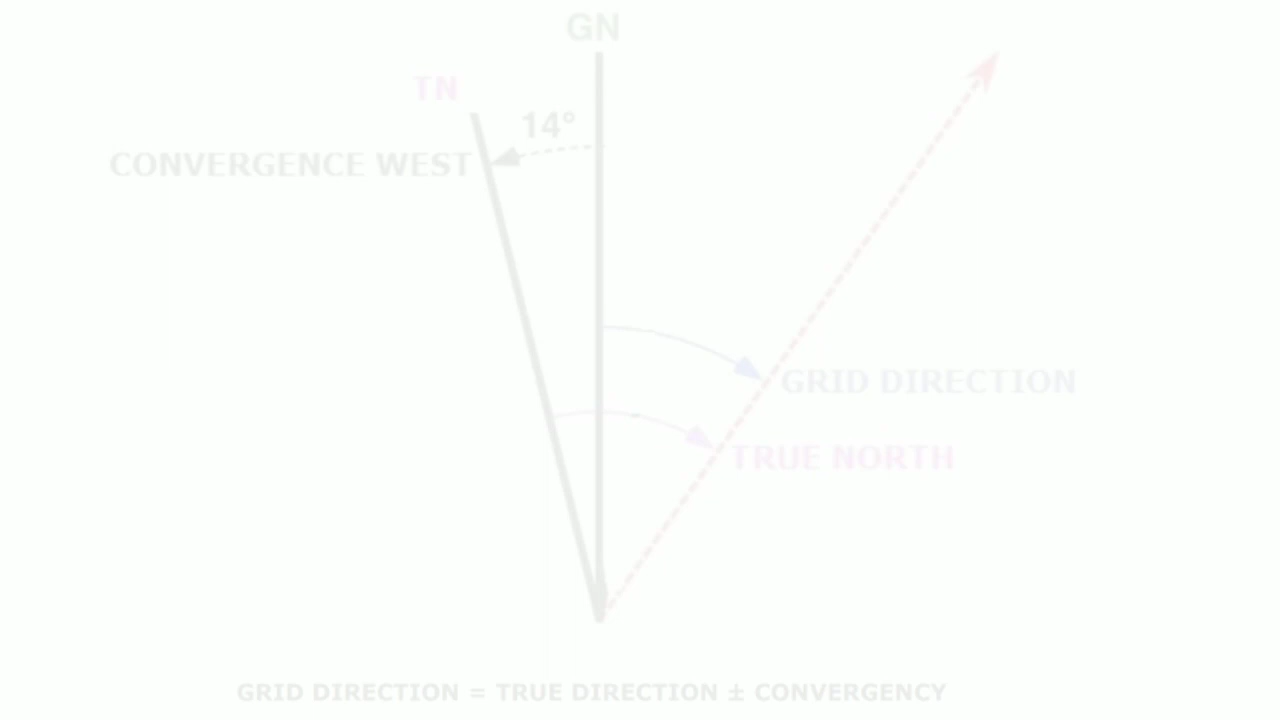 GN
TN
14°
CONVERGENCE WEST
GRID DIRECTION
TRUE NORTH
GRID DIRECTION = TRUE DIRECTION ± CONVERGENCY